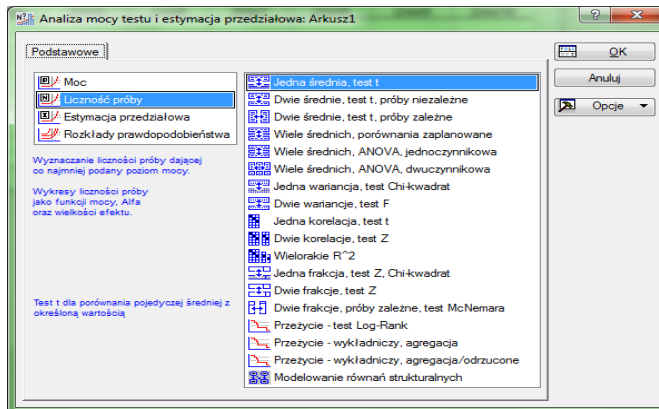 Analiza mocy testu i estymacja przedziałowa: Arkusz1
Podstawowe
Moc
Liczność próby
Estymacja przedziałowa
Rozkłady prawdopodobieństwa
Wyznaczanie liczności próby dającej
co najmniej podany poziom mocy.
Wykresy liczności próby
jako funkcji mocy, Alfa
oraz wielkości efektu.
Test t dla porównania pojedyczej średniej z
określoną wartością
Jedna średnia, test t
Dwie średnie, test t, próby niezależne
Dwie średnie, test t, próby zależne
Wiele średnich, porównania zaplanowane
Wiele średnich, ANOVA, jednoczynnikowa
Wiele średnich, ANOVA, dwuczynnikowa
Jedna wariancja, test Chi-kwadrat
Dwie wariancje, test F
Jedna korelacja, test t
Dwie korelacje, test Z
Wielorakie R^2
Jedna frakcja, test Z, Chi-kwadrat
Dwie frakcje, test Z
Dwie frakcje, próby zależne, test McNemara
Przeżycie - test Log-Rank
Przeżycie - wykładniczy, agregacja
Przeżycie - wykładniczy, agregacja/odrzucone
Modelowanie równań strukturalnych
OK
Anuluj
Opcje